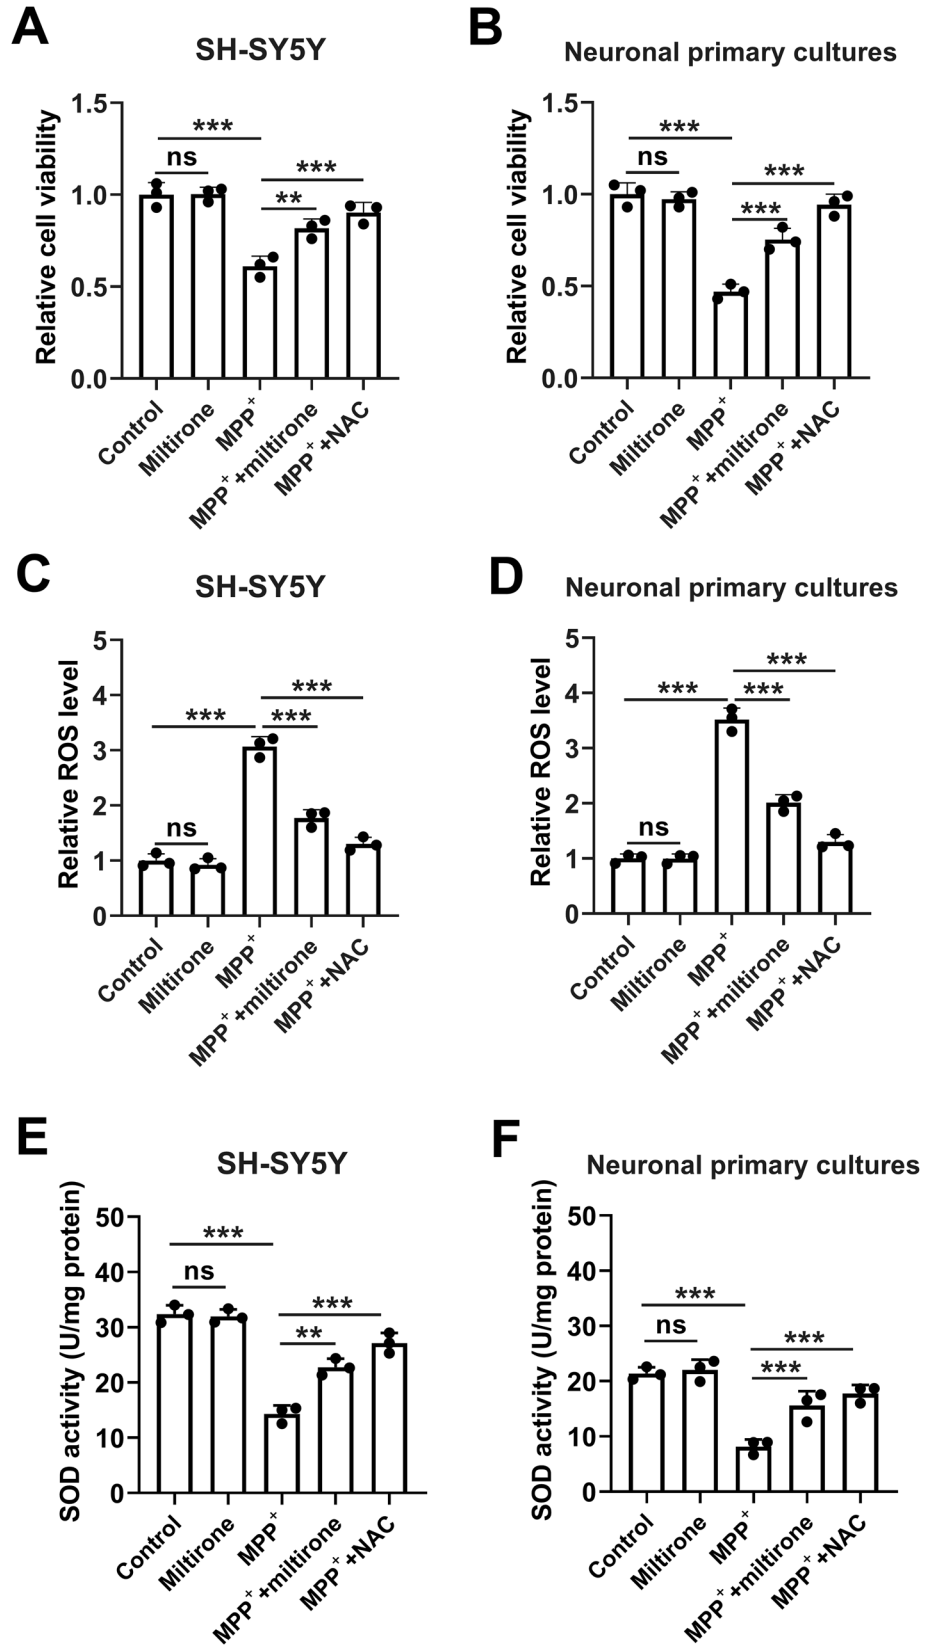 A
SH-SY5Y
Relative cell viability
1.5
1.0
0.5
0.0
***
ns
***
**
Control
Miltirone
MPP⁺
MPP⁺+miltirone
MPP⁺+NAC
B
Neuronal primary cultures
Relative cell viability
1.5
1.0
0.5
0.0
***
ns
***
***
Control
Miltirone
MPP⁺
MPP⁺+miltirone
MPP⁺+NAC
C
SH-SY5Y
Relative ROS level
5
4
3
2
1
0
***
***
***
ns
Control
Miltirone
MPP⁺
MPP⁺+miltirone
MPP⁺+NAC
D
Neuronal primary cultures
Relative ROS level
5
4
3
2
1
0
***
***
***
ns
Control
Miltirone
MPP⁺
MPP⁺+miltirone
MPP⁺+NAC
E
SH-SY5Y
SOD activity (U/mg protein)
50
40
30
20
10
0
***
ns
***
**
Control
Miltirone
MPP⁺
MPP⁺+miltirone
MPP⁺+NAC
F
Neuronal primary cultures
SOD activity (U/mg protein)
50
40
30
20
10
0
***
ns
***
***
Control
Miltirone
MPP⁺
MPP⁺+miltirone
MPP⁺+NAC